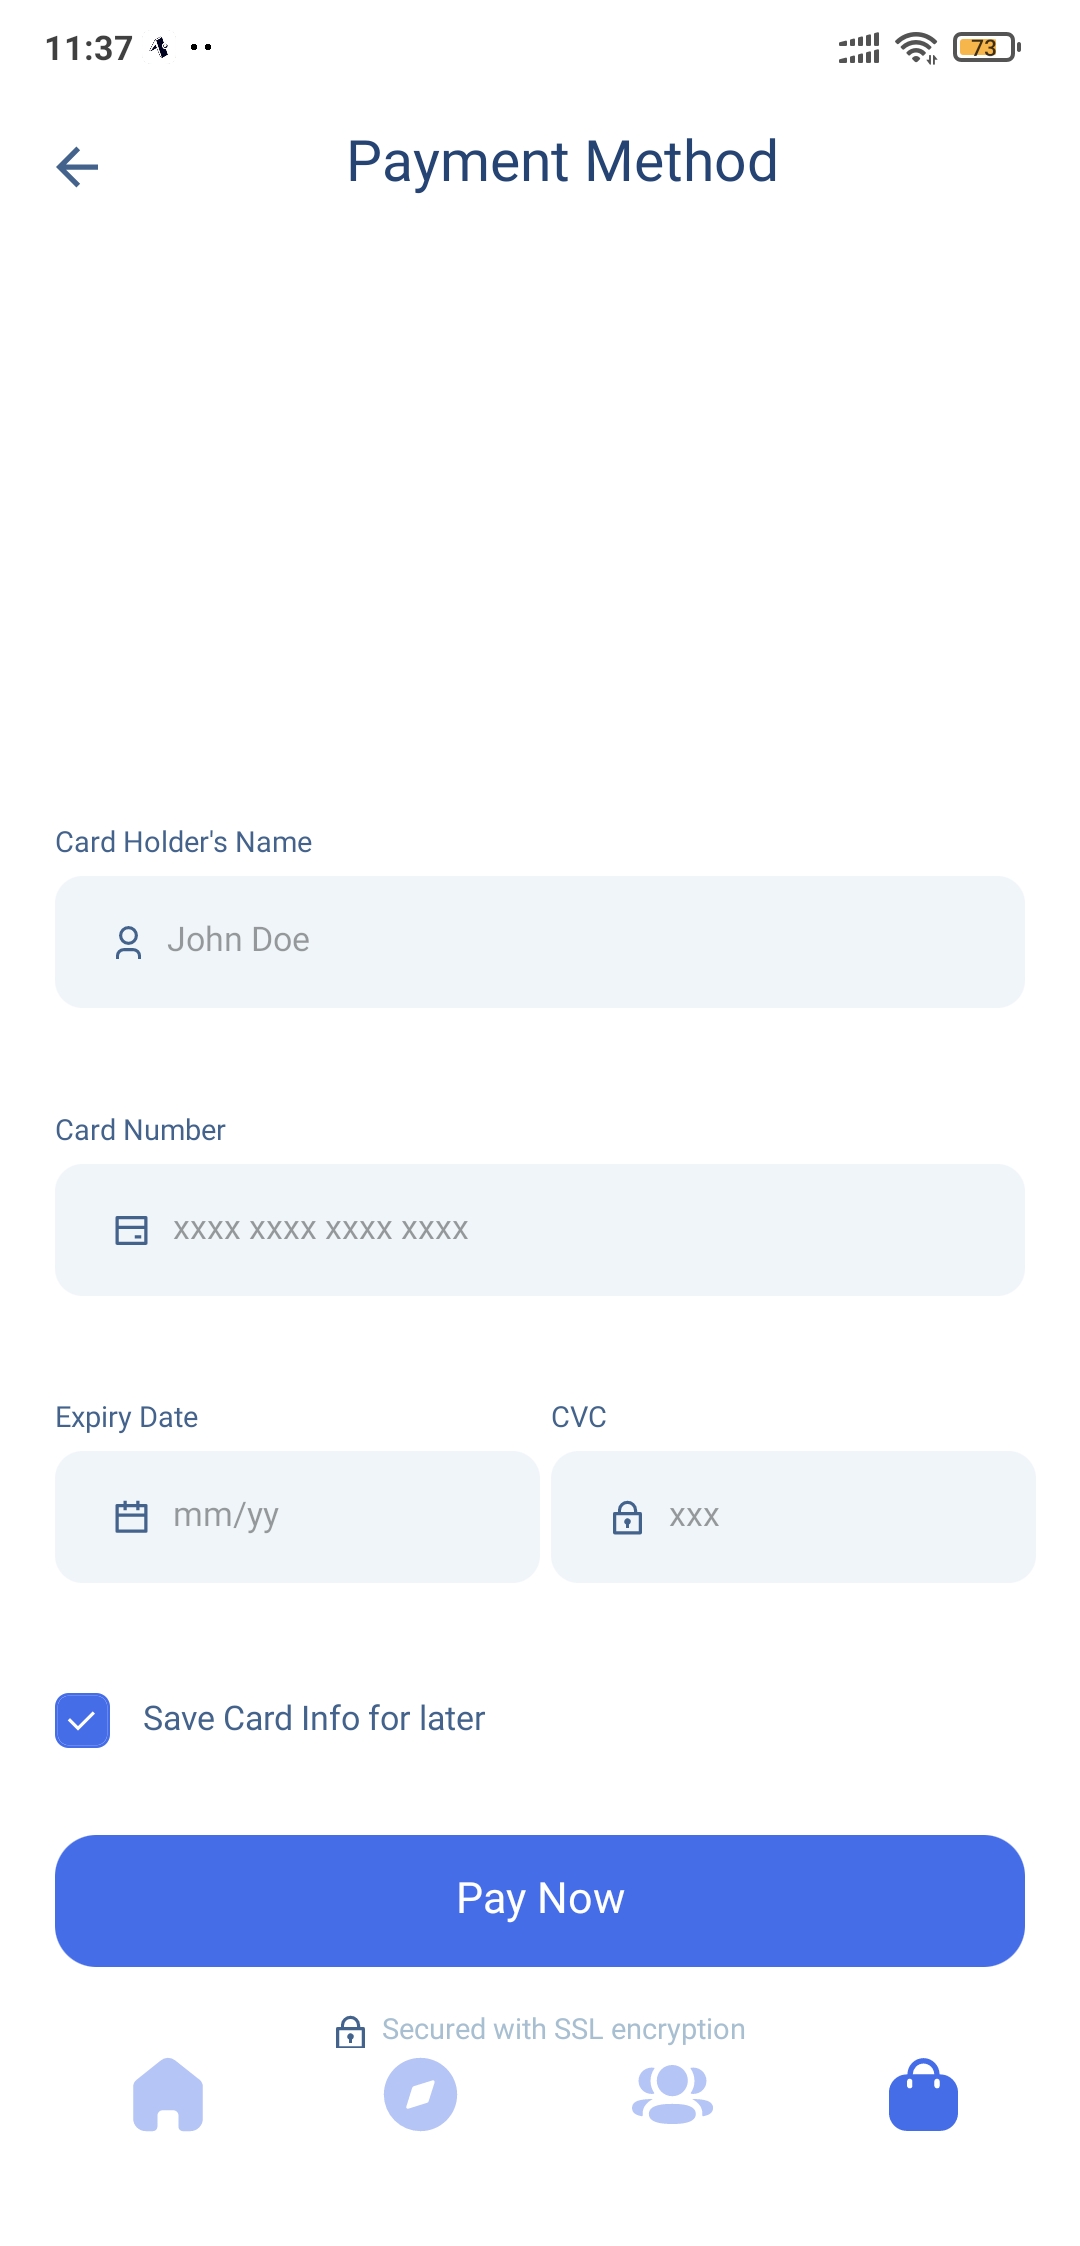 11:37
73
Payment Method
Card Holder's Name
John Doe
Card Number
xxxx xxxx xxxx xxxx
Expiry Date
CVC
mm/yy
xxx
Save Card Info for later
Pay Now
Secured with SSL encryption